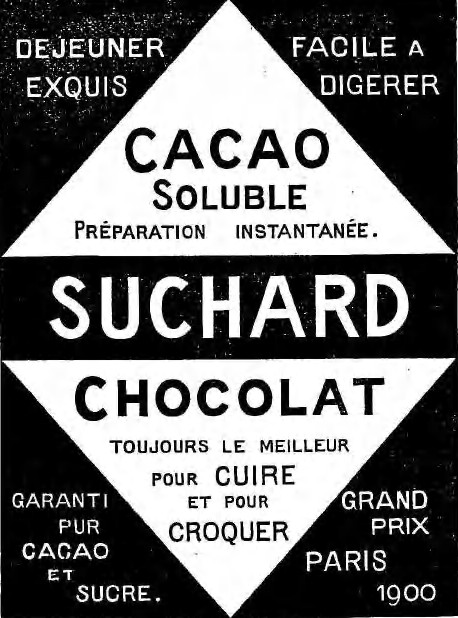 DEJEUNER
EXQUIS
FACILE A
DIGERER
CACAO
SOLUBLE
PRÉPARATION INSTANTANÉE.
SUCHARD
CHOCOLAT
TOUJOURS LE MEILLEUR
POUR CUIRE
ET POUR
CROQUER
GARANTI
PUR
CACAO
ET
SUCRE.
GRAND
PRIX
PARIS
1900